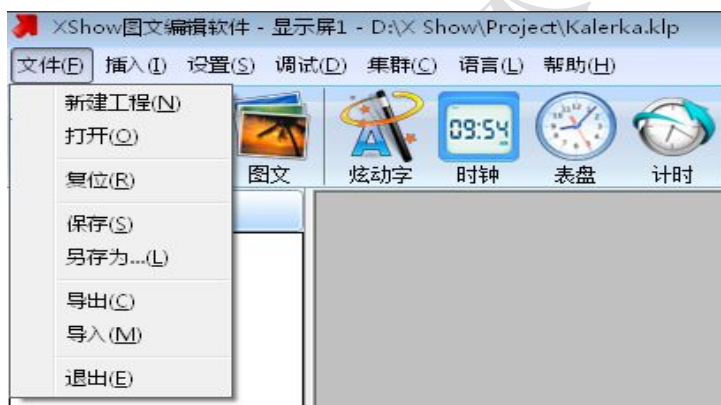 XShow图文编辑软件 - 显示屏1 - D:\X Show\Project\Kalerka.klp
文件(F) 插入(I) 设置(S) 调试(D) 集群(C) 语言(L) 帮助(H)
新建工程(N)
打开(O)
复位(R)
保存(S)
另存为...(L)
导出(C)
导入(M)
退出(E)
09:54
图文 炫动字 时钟 表盘 计时